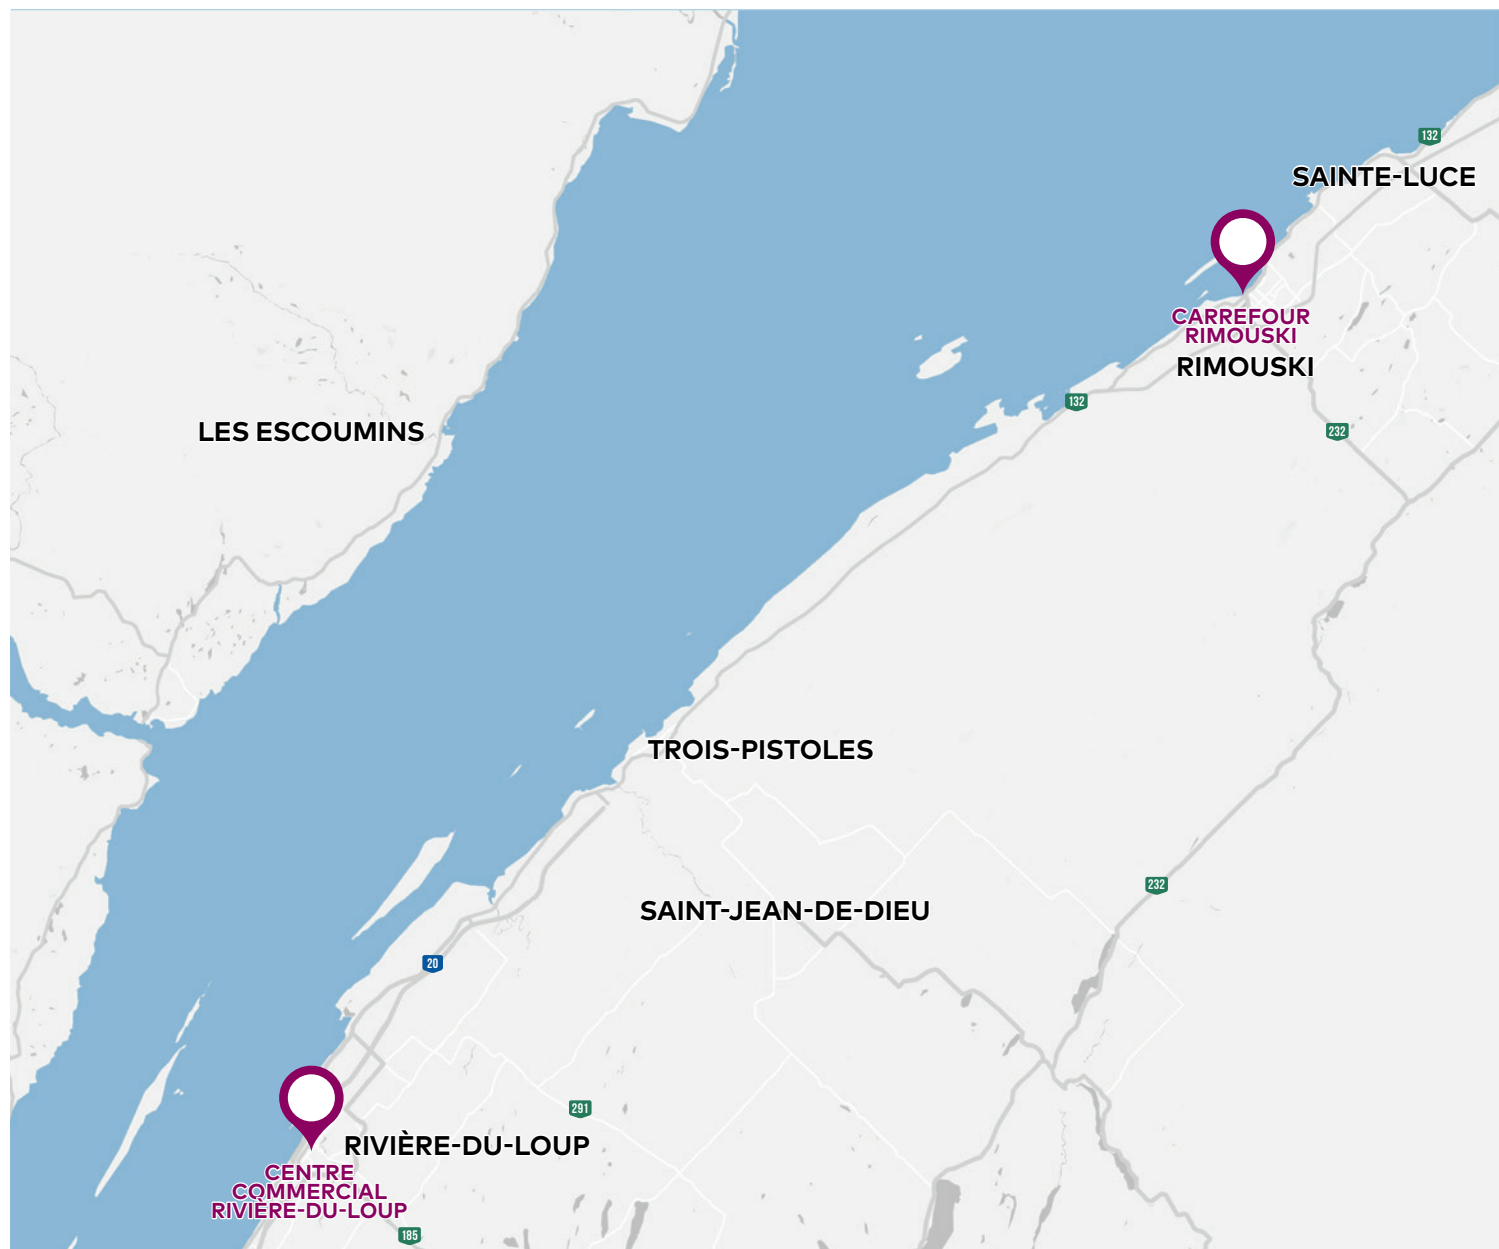 132
SAINTE-LUCE
CARREFOUR
RIMOUSKI
RIMOUSKI
132
232
LES ESCOUMINS
TROIS-PISTOLES
232
SAINT-JEAN-DE-DIEU
20
291
RIVIÈRE-DU-LOUP
CENTRE
COMMERCIAL
RIVIÈRE-DU-LOUP
185